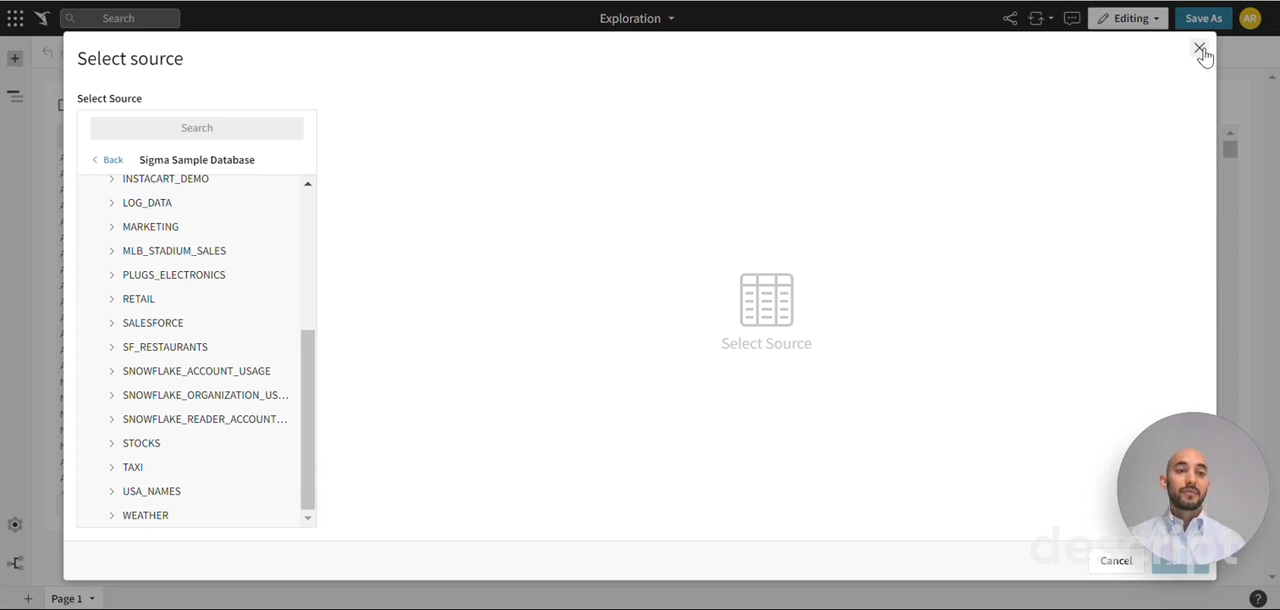 Search
Exploration
Editing
Save As
AR
Select source
Select Source
Search
Back
Sigma Sample Database
INSTACART_DEMO
LOG_DATA
MARKETING
MLB_STADIUM_SALES
PLUGS_ELECTRONICS
RETAIL
SALESFORCE
SF_RESTAURANTS
SNOWFLAKE_ACCOUNT_USAGE
SNOWFLAKE_ORGANIZATION_US...
SNOWFLAKE_READER_ACCOUNT...
STOCKS
TAXI
USA_NAMES
WEATHER
Select Source
Cancel
Page 1